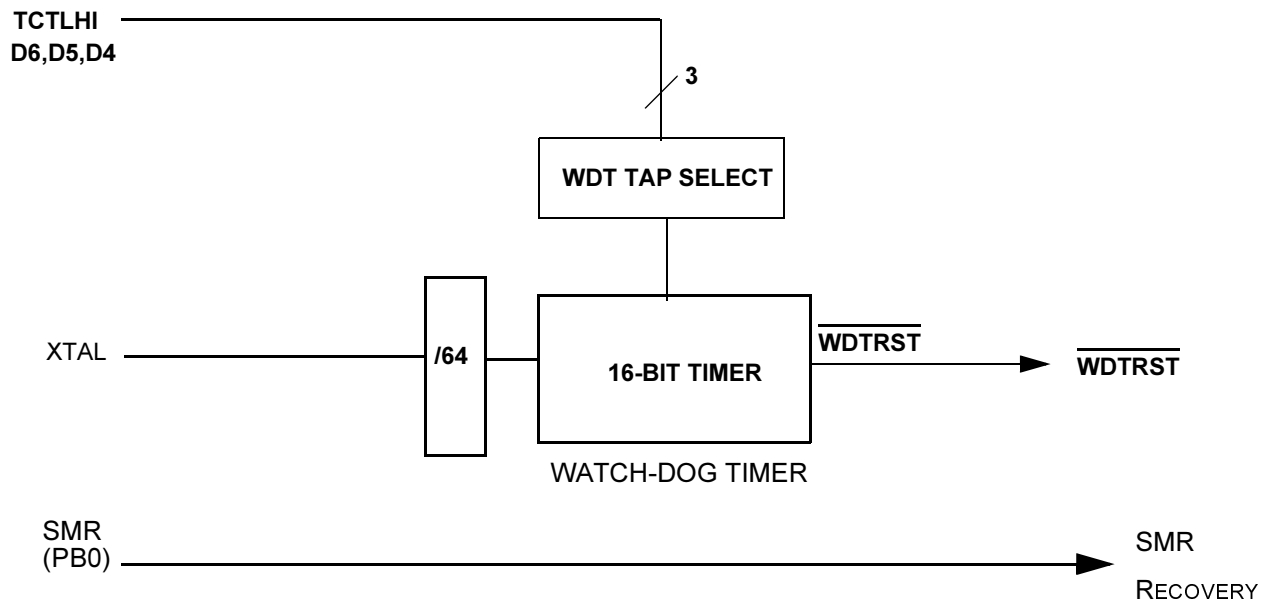 TCTLHI
D6,D5,D4
3
WDT TAP SELECT
XTAL
/64
16-BIT TIMER
WDTRST
WDTRST
WATCH-DOG TIMER
SMR
(PB0)
SMR
RECOVERY